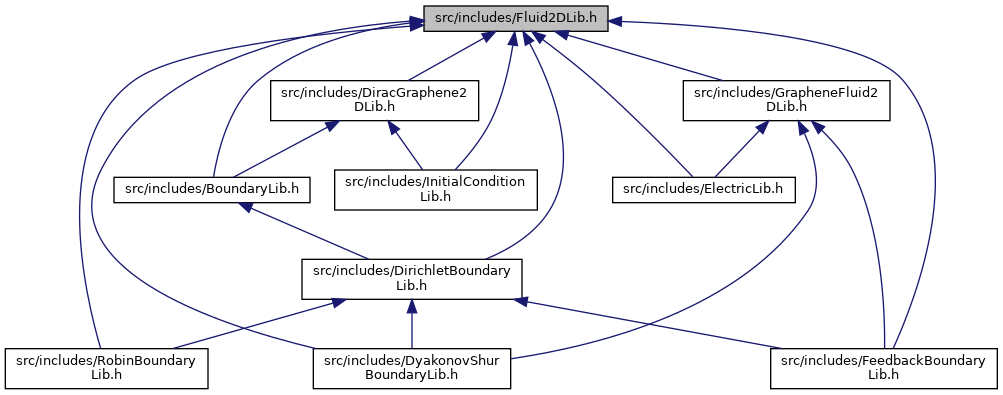 src/includes/Fluid2DLib.h
src/includes/DiracGraphene2
DLib.h
src/includes/GrapheneFluid2
DLib.h
src/includes/BoundaryLib.h
src/includes/InitialCondition
Lib.h
src/includes/ElectricLib.h
src/includes/DirichletBoundary
Lib.h
src/includes/RobinBoundary
Lib.h
src/includes/DyakonovShur
BoundaryLib.h
src/includes/FeedbackBoundary
Lib.h